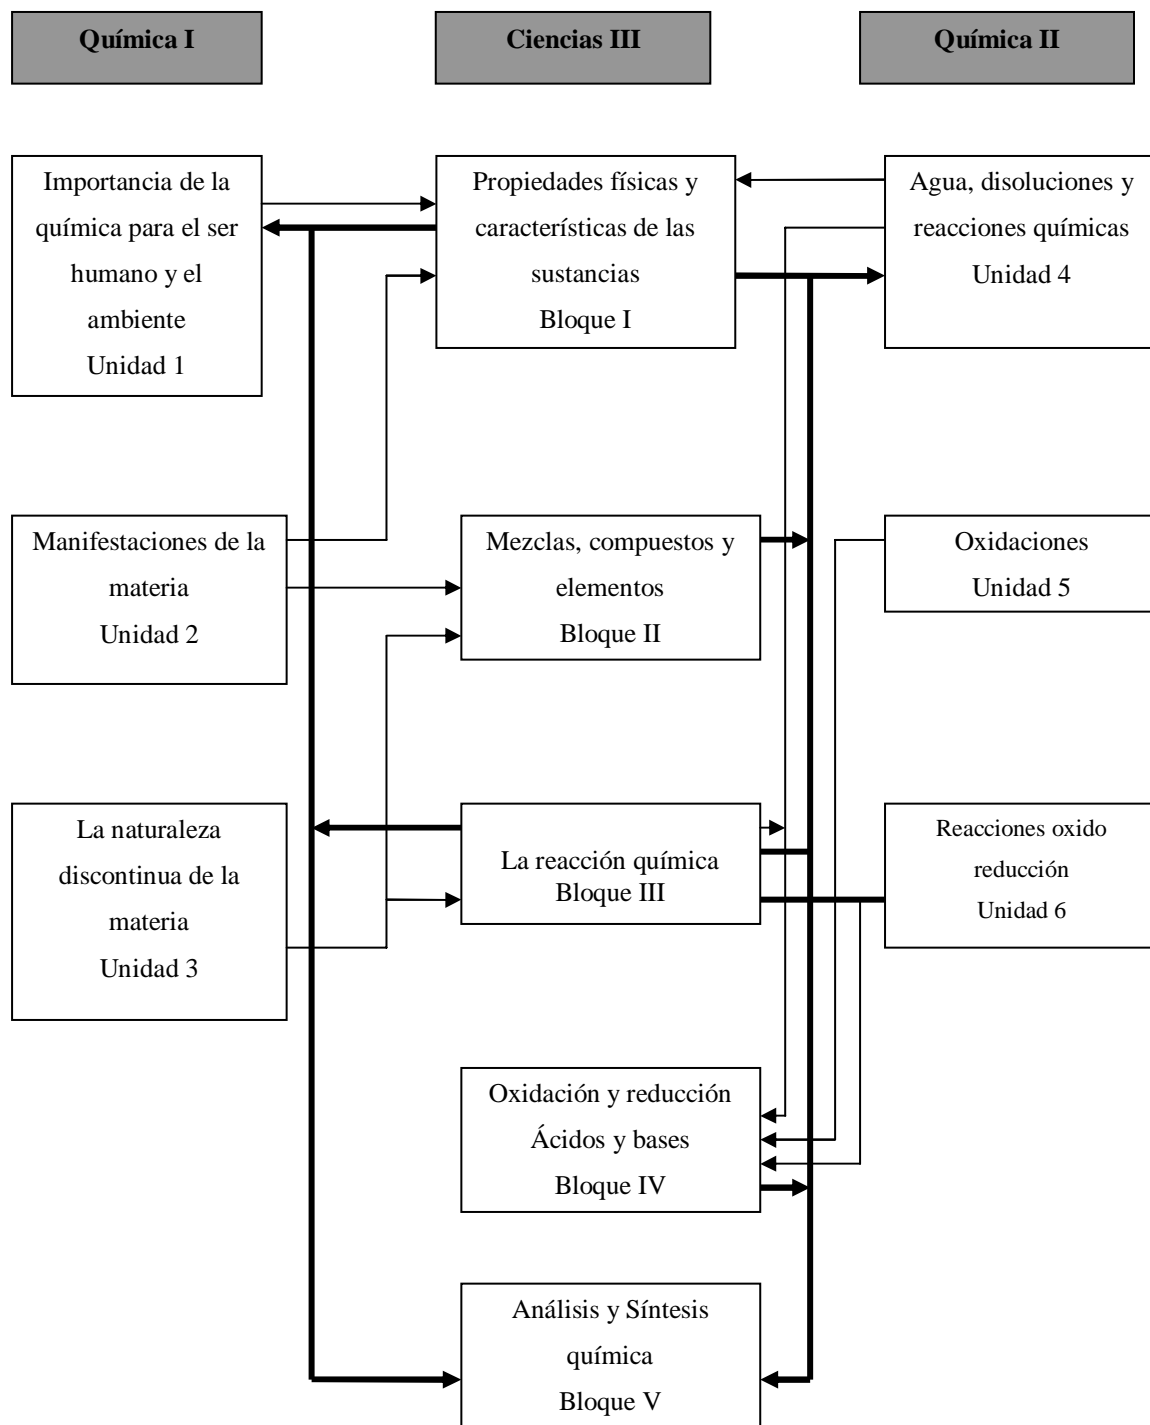 Química I
Ciencias III
Química II
Importancia de la
química para el ser
humano y el
ambiente
Unidad 1
Propiedades físicas y
características de las
sustancias
Bloque I
Agua, disoluciones y
reacciones químicas
Unidad 4
Manifestaciones de la
materia
Unidad 2
Mezclas, compuestos y
elementos
Bloque II
Oxidaciones
Unidad 5
La naturaleza
discontinua de la
materia
Unidad 3
La reacción química
Bloque III
Reacciones oxido
reducción
Unidad 6
Oxidación y reducción
Ácidos y bases
Bloque IV
Análisis y Síntesis
química
Bloque V